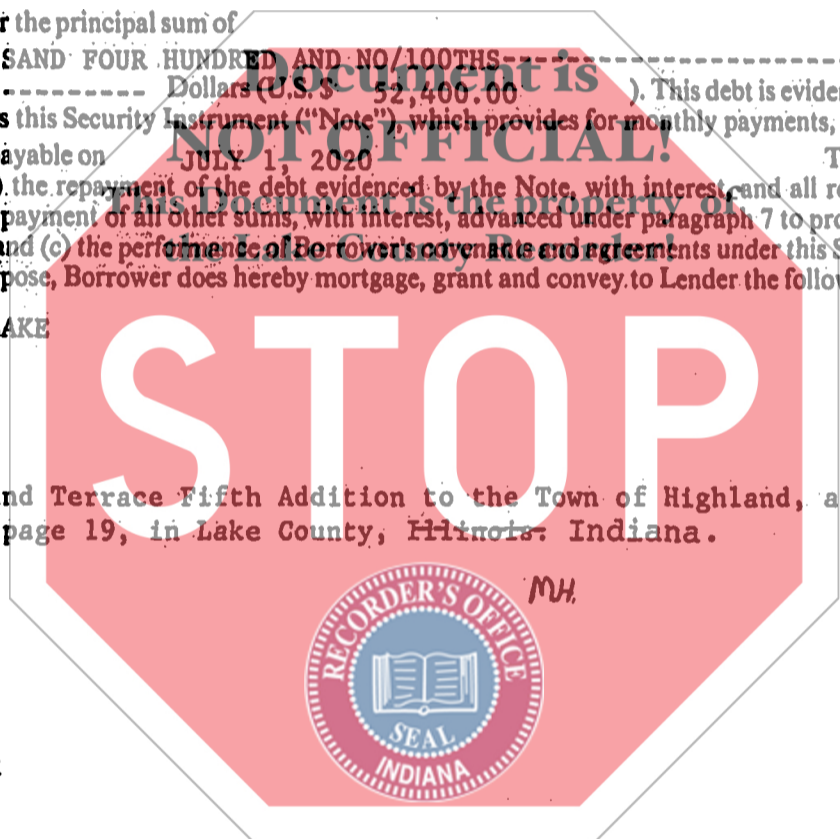 r the principal sum of
SAND FOUR HUNDRED AND NO/100THS---------------------
---------- Dollars (U.S. $ 52,400.00 ). This debt is evide
s this Security Instrument ("Note"), which provides for monthly payments,
ayable on JULY 1, 2020 T
) the repayment of the debt evidenced by the Note, with interest, and all re
payment of all other sums, with interest, advanced under paragraph 7 to pro
nd (c) the performance of Borrower's covenants and agreements under this S
pose, Borrower does hereby mortgage, grant and convey to Lender the follow
AKE
Document is
NOT OFFICIAL!
This Document is the property of
the Lake County Recorder!
STOP
nd Terrace Fifth Addition to the Town of Highland, a
page 19, in Lake County, Illinois. Indiana.
MH.
RECORDER'S OFFICE
SEAL
INDIANA